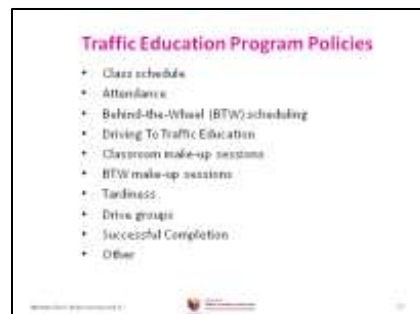 Traffic Education Program Policies
• Class schedule
• Attendance
• Behind-the-Wheel (BTW) scheduling
• Driving To Traffic Education
• Classroom make-up sessions
• BTW make-up sessions
• Tardiness
• Drive groups
• Successful Completion
• Other